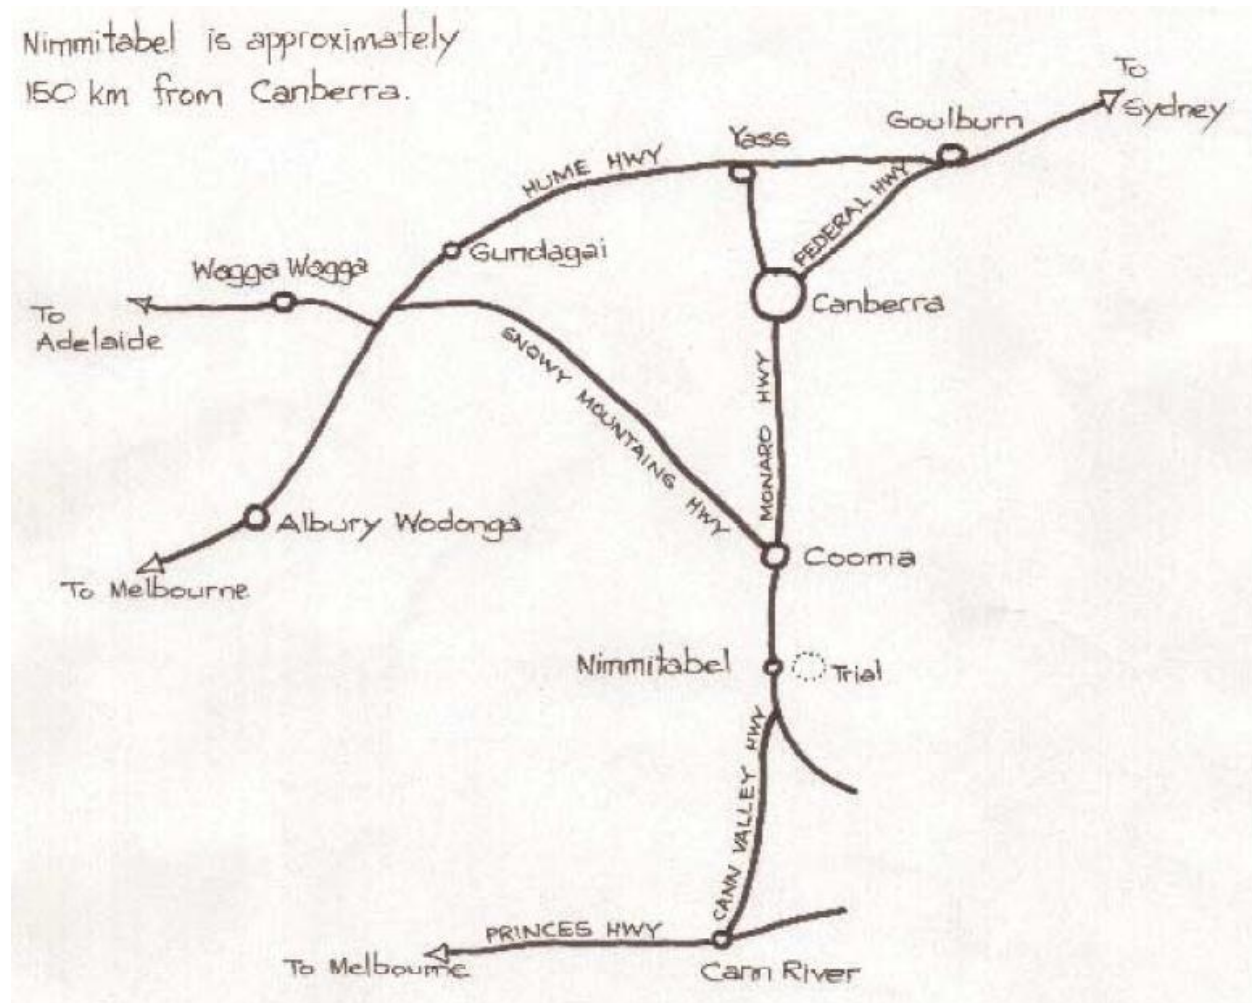 Nimmitabel is approximately
150 km from Canberra.
To
Sydney
Goulburn
Yass
HUME HWY
FEDERAL HWY
Gundagai
Wagga Wagga
To
Adelaide
Canberra
SNOWY MOUNTAINS HWY
MONARO HWY
Albury Wodonga
To Melbourne
Cooma
Nimmitabel
Trial
CANN VALLEY HWY
PRINCES HWY
To Melbourne
Cann River